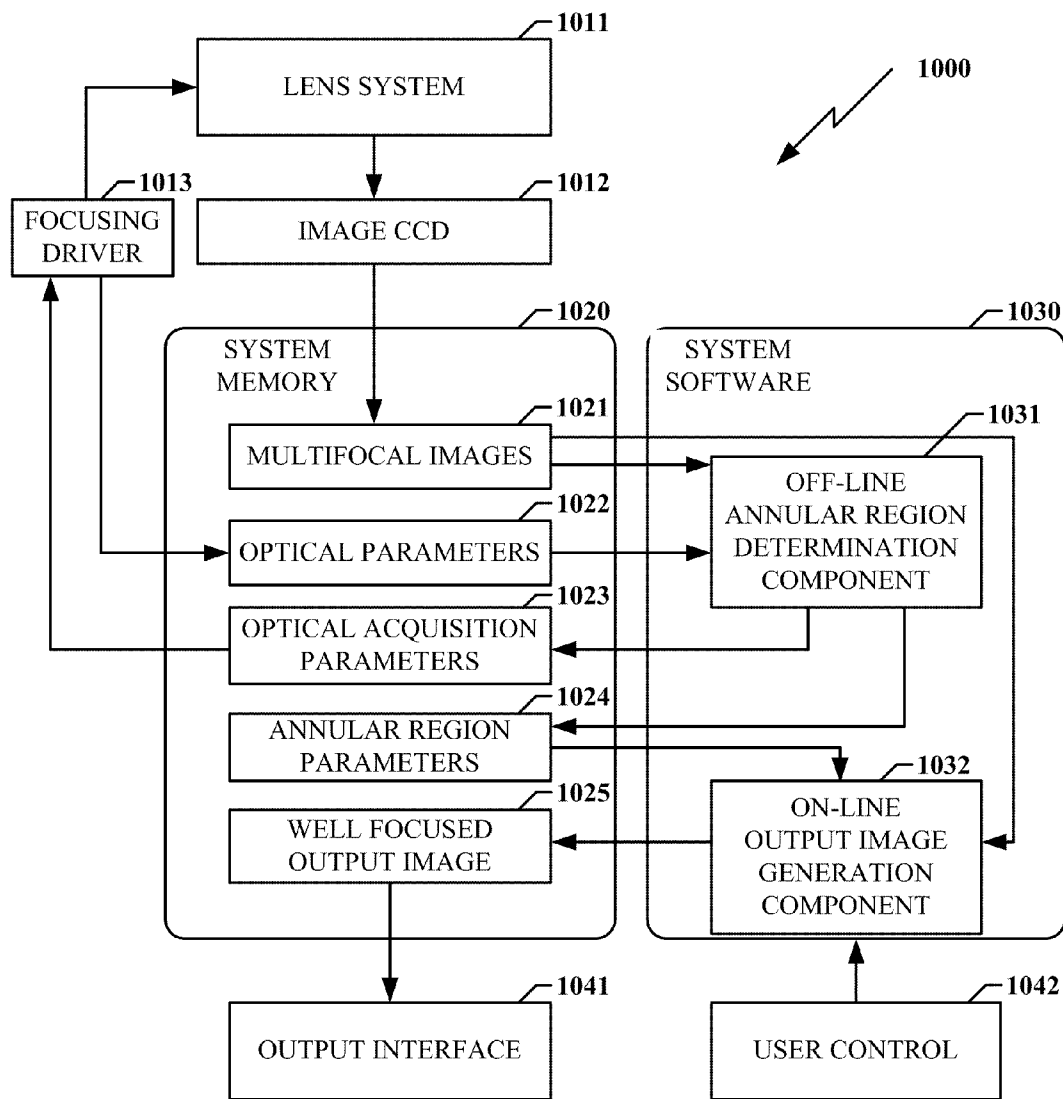 1011
LENS SYSTEM
1000
1013
FOCUSING
DRIVER
1012
IMAGE CCD
1020
SYSTEM
MEMORY
1030
SYSTEM
SOFTWARE
1021
MULTIFOCAL IMAGES
1031
OFF-LINE
ANNULAR REGION
DETERMINATION
COMPONENT
1022
OPTICAL PARAMETERS
1023
OPTICAL ACQUISITION
PARAMETERS
1024
ANNULAR REGION
PARAMETERS
1032
ON-LINE
OUTPUT IMAGE
GENERATION
COMPONENT
1025
WELL FOCUSED
OUTPUT IMAGE
1041
OUTPUT INTERFACE
1042
USER CONTROL